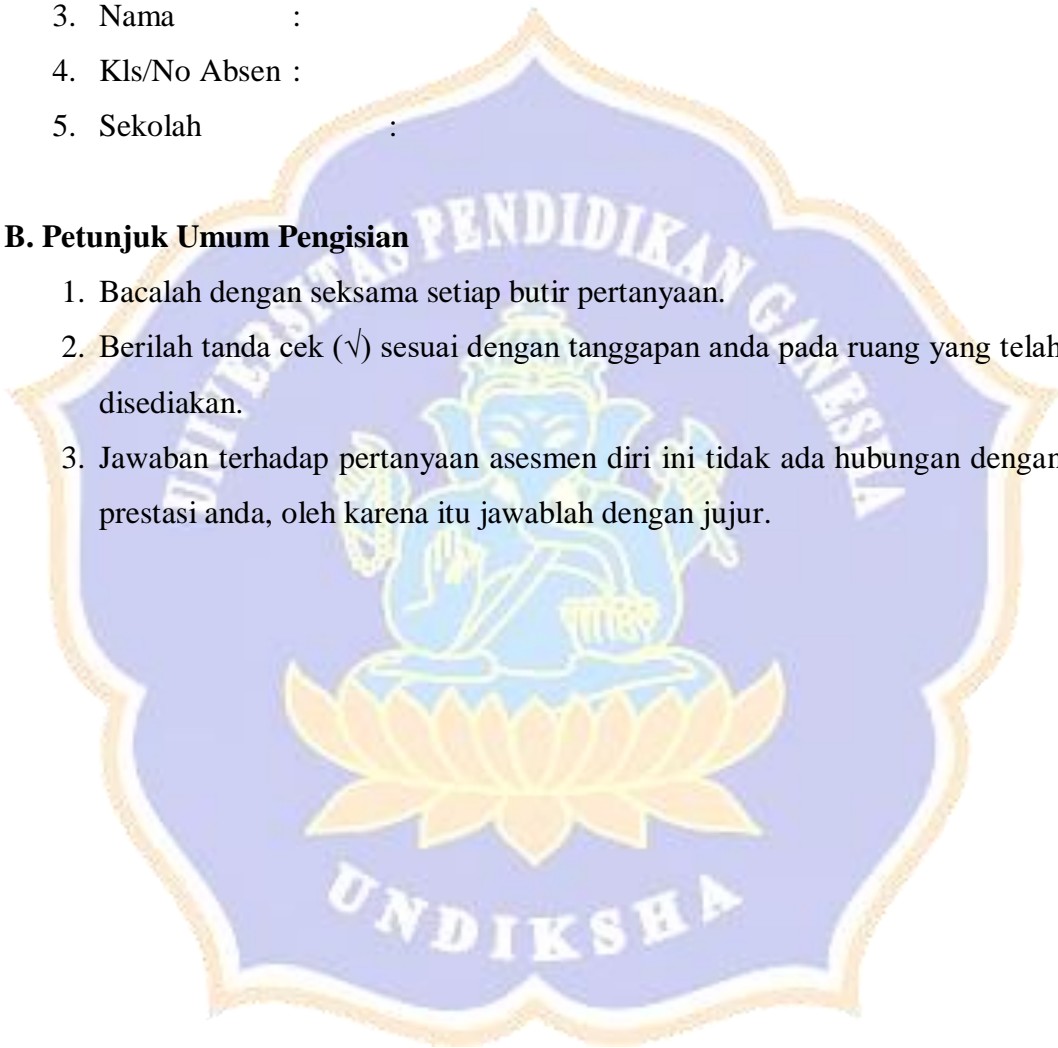 3. Nama :
4. Kls/No Absen :
5. Sekolah :
B. Petunjuk Umum Pengisian
1. Bacalah dengan seksama setiap butir pertanyaan.
2. Berilah tanda cek (√) sesuai dengan tanggapan anda pada ruang yang telah
disediakan.
3. Jawaban terhadap pertanyaan asesmen diri ini tidak ada hubungan dengan
prestasi anda, oleh karena itu jawablah dengan jujur.
UNIVERSITAS PENDIDIKAN GANESHA
UNDIKSHA